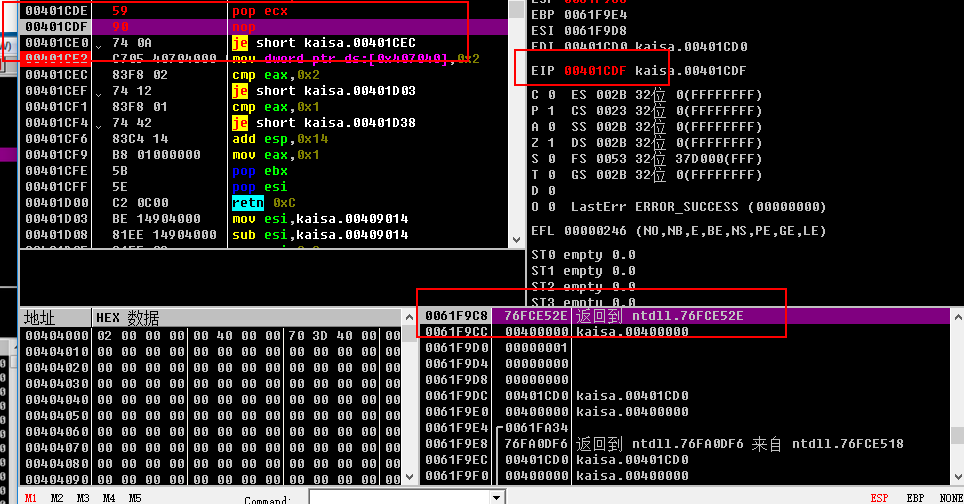 00401CDE 59 pop ecx
00401CDF 90 nop
00401CE0 74 0A je short kaisa.00401CEC
00401CE2 C705 40704000 mov dword ptr ds:[0x407040],0x2
00401CEC 83F8 02 cmp eax,0x2
00401CEF 74 12 je short kaisa.00401D03
00401CF1 83F8 01 cmp eax,0x1
00401CF4 74 42 je short kaisa.00401D38
00401CF6 83C4 14 add esp,0x14
00401CF9 B8 01000000 mov eax,0x1
00401CFE 5B pop ebx
00401CFF 5E pop esi
00401D00 C2 0C00 retn 0xC
00401D03 BE 14904000 mov esi,kaisa.00409014
00401D08 81EE 14904000 sub esi,kaisa.00409014
EBP 0061F9E4
ESI 0061F9D8
EDI 00401CD0 kaisa.00401CD0
EIP 00401CDF kaisa.00401CDF
C 0 ES 002B 32位 0(FFFFFFFF)
P 1 CS 0023 32位 0(FFFFFFFF)
A 0 SS 002B 32位 0(FFFFFFFF)
Z 1 DS 002B 32位 0(FFFFFFFF)
S 0 FS 0053 32位 37D000(FFF)
T 0 GS 002B 32位 0(FFFFFFFF)
D 0
O 0 LastErr ERROR_SUCCESS (00000000)
EFL 00000246 (NO,NB,E,BE,NS,PE,GE,LE)
ST0 empty 0.0
ST1 empty 0.0
ST2 empty 0.0
ST3 empty 0.0
地址 HEX 数据
00404000 02 00 00 00 00 40 00 00 70 3D 40 00 00
00404010 00 00 00 00 00 00 00 00 00 00 00 00 00
00404020 00 00 00 00 00 00 00 00 00 00 00 00 00
00404030 00 00 00 00 00 00 00 00 00 00 00 00 00
00404040 00 00 00 00 00 00 00 00 00 00 00 00 00
00404050 00 00 00 00 00 00 00 00 00 00 00 00 00
00404060 00 00 00 00 00 00 00 00 00 00 00 00 00
00404070 00 00 00 00 00 00 00 00 00 00 00 00 00
00404080 00 00 00 00 00 00 00 00 00 00 00 00 00
00404090 00 00 00 00 00 00 00 00 00 00 00 00 00
0061F9C8 76FCE52E 返回到 ntdll.76FCE52E
0061F9CC 00400000 kaisa.00400000
0061F9D0 00000001
0061F9D4 00000000
0061F9D8 00000000
0061F9DC 00401CD0 kaisa.00401CD0
0061F9E0 00400000 kaisa.00400000
0061F9E4 0061FA34
0061F9E8 76FA0DF6 返回到 ntdll.76FA0DF6 来自 ntdll.76FCE518
0061F9EC 00401CD0 kaisa.00401CD0
0061F9F0 00400000 kaisa.00400000
M1 M2 M3 M4 M5 Command: ESP EBP NONE